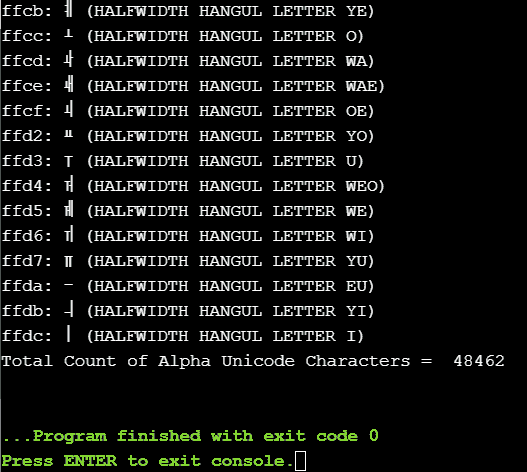 ffcb: ￋ (HALFWIDTH HANGUL LETTER YE)
ffcc: ￌ (HALFWIDTH HANGUL LETTER O)
ffcd: ￍ (HALFWIDTH HANGUL LETTER WA)
ffce: ￎ (HALFWIDTH HANGUL LETTER WAE)
ffcf: ￏ (HALFWIDTH HANGUL LETTER OE)
ffd2: ￒ (HALFWIDTH HANGUL LETTER YO)
ffd3: ￓ (HALFWIDTH HANGUL LETTER U)
ffd4: ￔ (HALFWIDTH HANGUL LETTER WEO)
ffd5: ￕ (HALFWIDTH HANGUL LETTER WE)
ffd6: ￖ (HALFWIDTH HANGUL LETTER WI)
ffd7: ￗ (HALFWIDTH HANGUL LETTER YU)
ffda: ￚ (HALFWIDTH HANGUL LETTER EU)
ffdb: ￛ (HALFWIDTH HANGUL LETTER YI)
ffdc: ￜ (HALFWIDTH HANGUL LETTER I)
Total Count of Alpha Unicode Characters =  48462
...Program finished with exit code 0
Press ENTER to exit console.